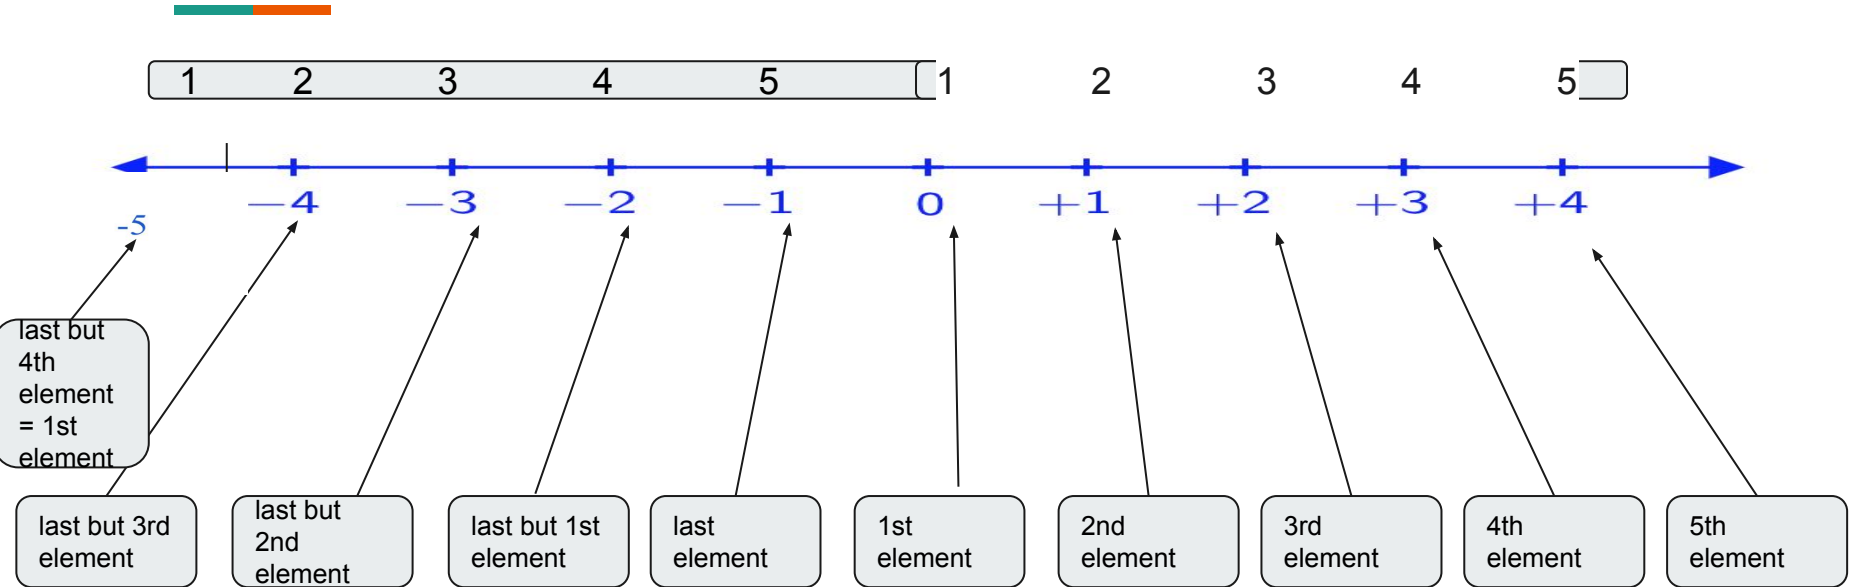 1 2 3 4 5 1 2 3 4 5
−4 −3 −2 −1 0 +1 +2 +3 +4
-5
last but
4th
element
= 1st
element
last but 3rd
element
last but
2nd
element
last but 1st
element
last
element
1st
element
2nd
element
3rd
element
4th
element
5th
element